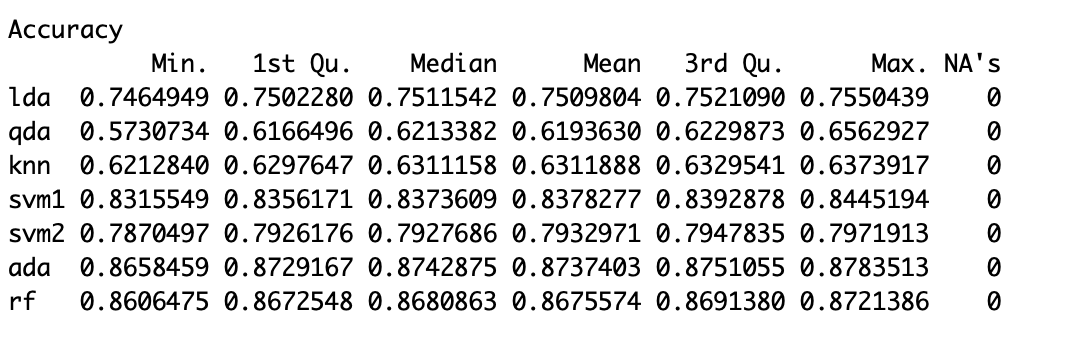 Accuracy
Min. 1st Qu. Median Mean 3rd Qu. Max. NA's
lda 0.7464949 0.7502280 0.7511542 0.7509804 0.7521090 0.7550439 0
qda 0.5730734 0.6166496 0.6213382 0.6193630 0.6229873 0.6562927 0
knn 0.6212840 0.6297647 0.6311158 0.6311888 0.6329541 0.6373917 0
svm1 0.8315549 0.8356171 0.8373609 0.8378277 0.8392878 0.8445194 0
svm2 0.7870497 0.7926176 0.7927686 0.7932971 0.7947835 0.7971913 0
ada 0.8658459 0.8729167 0.8742875 0.8737403 0.8751055 0.8783513 0
rf 0.8606475 0.8672548 0.8680863 0.8675574 0.8691380 0.8721386 0